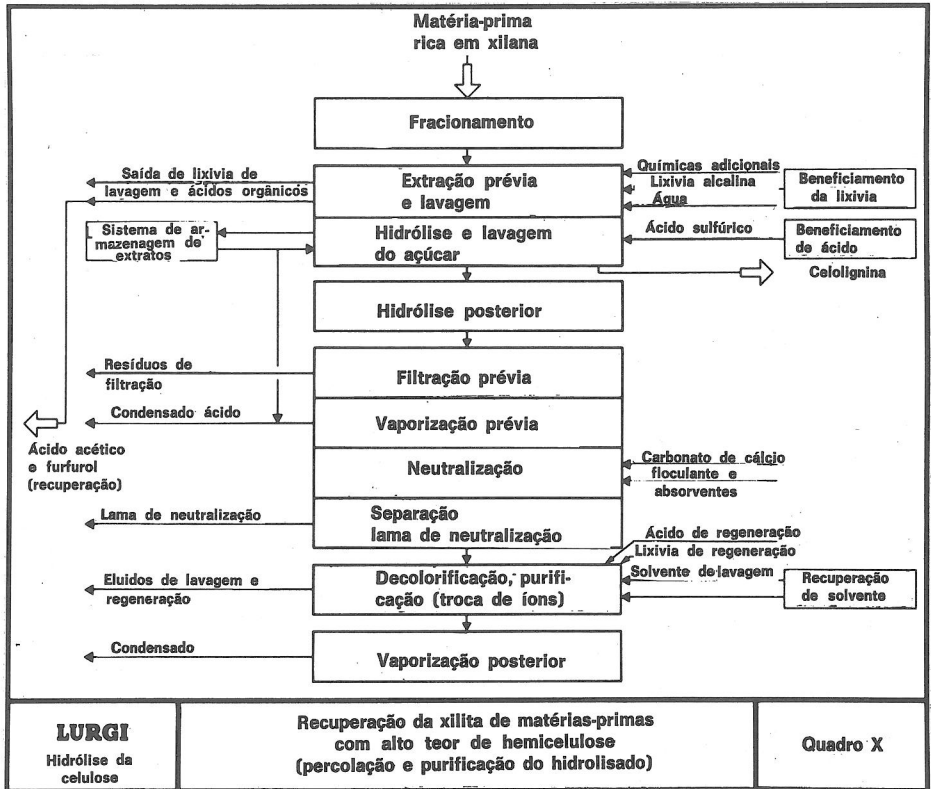 Matéria-prima
rica em xilana
Fracionamento
Saída de lixivia de
lavagem e ácidos orgânicos
Extração prévia
e lavagem
Químicas adicionais
Lixivia alcalina
Água
Beneficiamento
da lixivia
Sistema de ar-
mazenagem de
extratos
Hidrólise e lavagem
do açúcar
Ácido sulfúrico
Beneficiamento
de ácido
Celolignina
Hidrólise posterior
Resíduos de
filtração
Filtração prévia
Condensado ácido
Vaporização prévia
Ácido acético
e furfurol
(recuperação)
Neutralização
Carbonato de cálcio
floculante e
absorventes
Lama de neutralização
Separação
lama de neutralização
Ácido de regeneração
Lixivia de regeneração
Solvente de lavagem
Eluidos de lavagem e
regeneração
Decolorificação, purifi-
cação (troca de íons)
Recuperação
de solvente
Condensado
Vaporização posterior
LURGI
Hidrólise da
celulose
Recuperação da xilita de matérias-primas
com alto teor de hemicelulose
(percolação e purificação do hidrolisado)
Quadro X